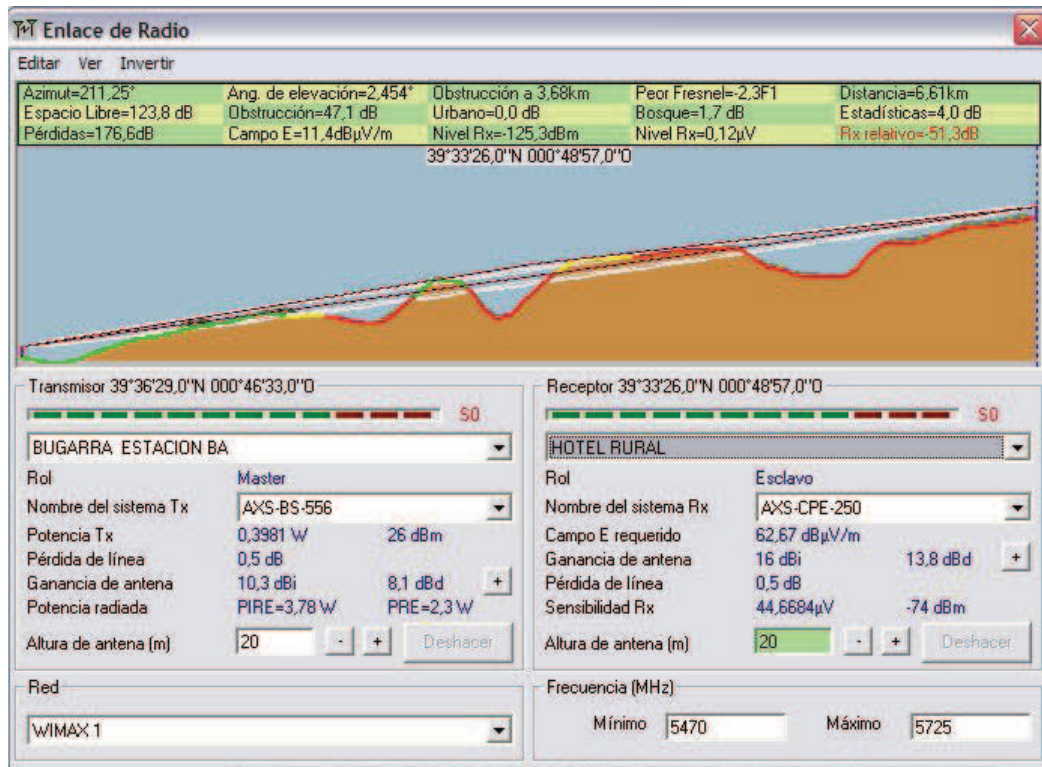 Enlace de Radio
Editar Ver Invertir
Azimut=211,25° Ang. de elevación=2,454° Obstrucción a 3,68km Peor Fresnel=-2,3F1 Distancia=6,61km
Espacio Libre=123,8 dB Obstrucción=47,1 dB Urbano=0,0 dB Bosque=1,7 dB Estadísticas=4,0 dB
Pérdidas=176,6dB Campo E=11,4dBµV/m Nivel Rx=-125,3dBm Nivel Rx=0,12µV Rx relativo=-51,3dB
39°33'26,0"N 000°48'57,0"O
Transmisor 39°36'29,0"N 000°46'33,0"O
S0
BUGARRA ESTACION BA
Rol Master
Nombre del sistema Tx AXS-BS-556
Potencia Tx 0,3981 W 26 dBm
Pérdida de línea 0,5 dB
Ganancia de antena 10,3 dBi 8,1 dBd +
Potencia radiada PIRE=3,78 W PRE=2,3 W
Altura de antena (m) 20 - + Deshacer
Receptor 39°33'26,0"N 000°48'57,0"O
S0
HOTEL RURAL
Rol Esclavo
Nombre del sistema Rx AXS-CPE-250
Campo E requerido 62,67 dBµV/m
Ganancia de antena 16 dBi 13,8 dBd +
Pérdida de línea 0,5 dB
Sensibilidad Rx 44,6684µV -74 dBm
Altura de antena (m) 20 - + Deshacer
Red
WIMAX 1
Frecuencia (MHz)
Mínimo 5470 Máximo 5725